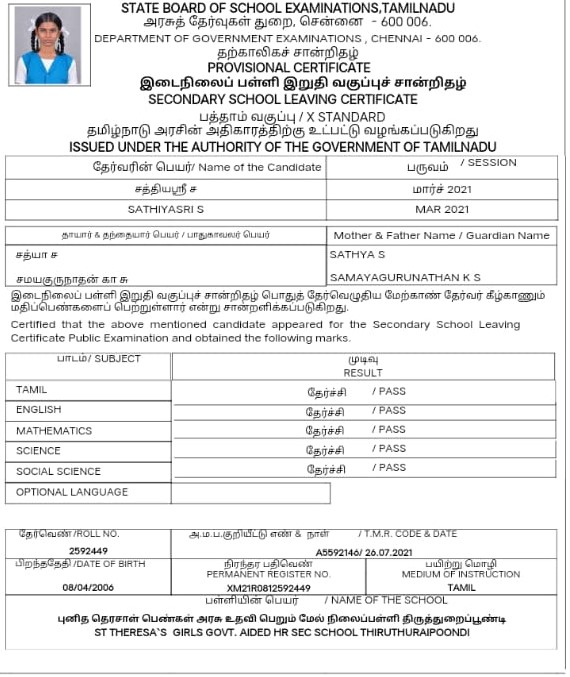 STATE BOARD OF SCHOOL EXAMINATIONS,TAMILNADU
அரசுத் தேர்வுகள் துறை, சென்னை - 600 006.
DEPARTMENT OF GOVERNMENT EXAMINATIONS , CHENNAI - 600 006.
தற்காலிகச் சான்றிதழ்
PROVISIONAL CERTIFICATE
இடைநிலைப் பள்ளி இறுதி வகுப்புச் சான்றிதழ்
SECONDARY SCHOOL LEAVING CERTIFICATE
பத்தாம் வகுப்பு / X STANDARD
தமிழ்நாடு அரசின் அதிகாரத்திற்கு உட்பட்டு வழங்கப்படுகிறது
ISSUED UNDER THE AUTHORITY OF THE GOVERNMENT OF TAMILNADU
தேர்வரின் பெயர்/ Name of the Candidate பருவம் / SESSION
சத்தியஸ்ரீ ச மார்ச் 2021
SATHIYASRI S MAR 2021
தாயார் & தந்தையார் பெயர் / பாதுகாவலர் பெயர் Mother & Father Name / Guardian Name
சத்யா ச SATHYA S
சமயகுருநாதன் கா சு SAMAYAGURUNATHAN K S
இடைநிலைப் பள்ளி இறுதி வகுப்புச் சான்றிதழ் பொதுத் தேர்வெழுதிய மேற்காண் தேர்வர் கீழ்காணும்
மதிப்பெண்களைப் பெற்றுள்ளார் என்று சான்றளிக்கப்படுகிறது.
Certified that the above mentioned candidate appeared for the Secondary School Leaving
Certificate Public Examination and obtained the following marks.
பாடம்/ SUBJECT முடிவு
RESULT
TAMIL தேர்ச்சி / PASS
ENGLISH தேர்ச்சி / PASS
MATHEMATICS தேர்ச்சி / PASS
SCIENCE தேர்ச்சி / PASS
SOCIAL SCIENCE தேர்ச்சி / PASS
OPTIONAL LANGUAGE
தேர்வெண் /ROLL NO. அ.ம.ப.குறியீட்டு எண் & நாள் / T.M.R. CODE & DATE
2592449 A5592146/ 26.07.2021
பிறந்ததேதி /DATE OF BIRTH நிரந்தர பதிவெண் பயிற்று மொழி
PERMANENT REGISTER NO. MEDIUM OF INSTRUCTION
08/04/2006 XM21R0812592449 TAMIL
பள்ளியின் பெயர் / NAME OF THE SCHOOL
புனித தெரசாள் பெண்கள் அரசு உதவி பெறும் மேல் நிலைப்பள்ளி திருத்துறைப்பூண்டி
ST THERESA`S GIRLS GOVT. AIDED HR SEC SCHOOL THIRUTHURAIPOONDI